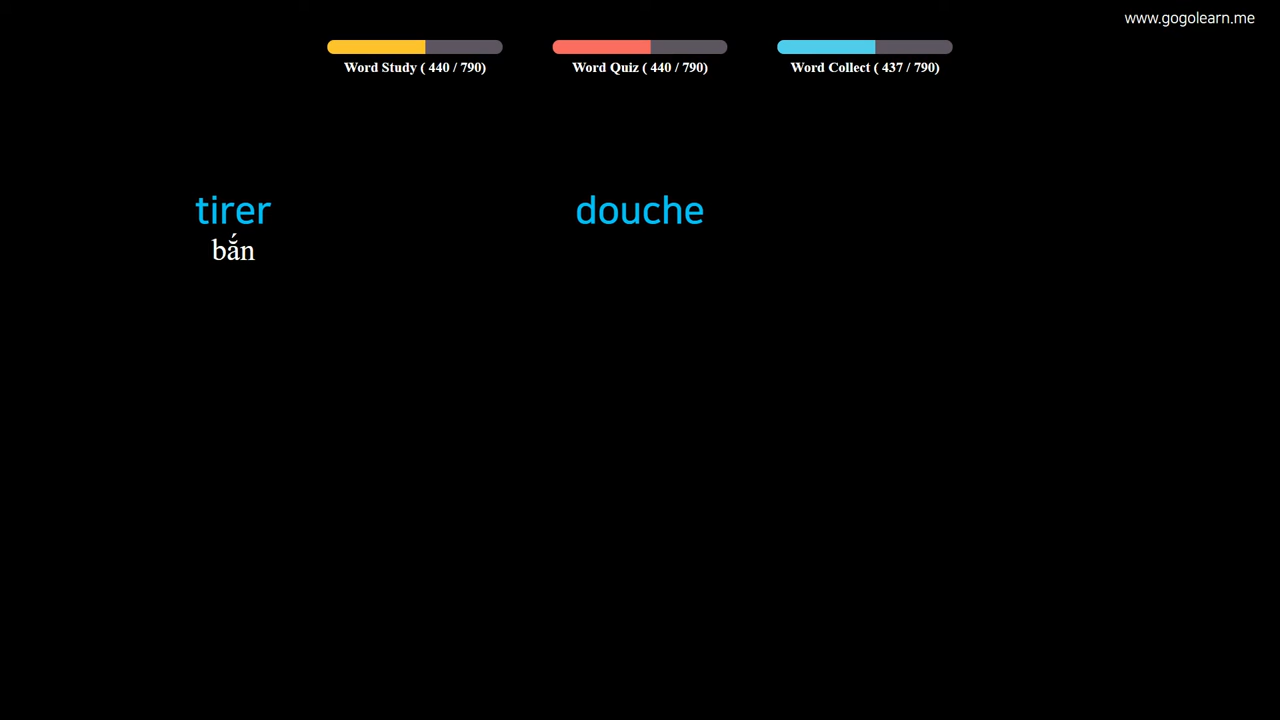 www.gogolearn.me
Word Study ( 440 / 790)
Word Quiz ( 440 / 790)
Word Collect ( 437 / 790)
tirer
bắn
douche